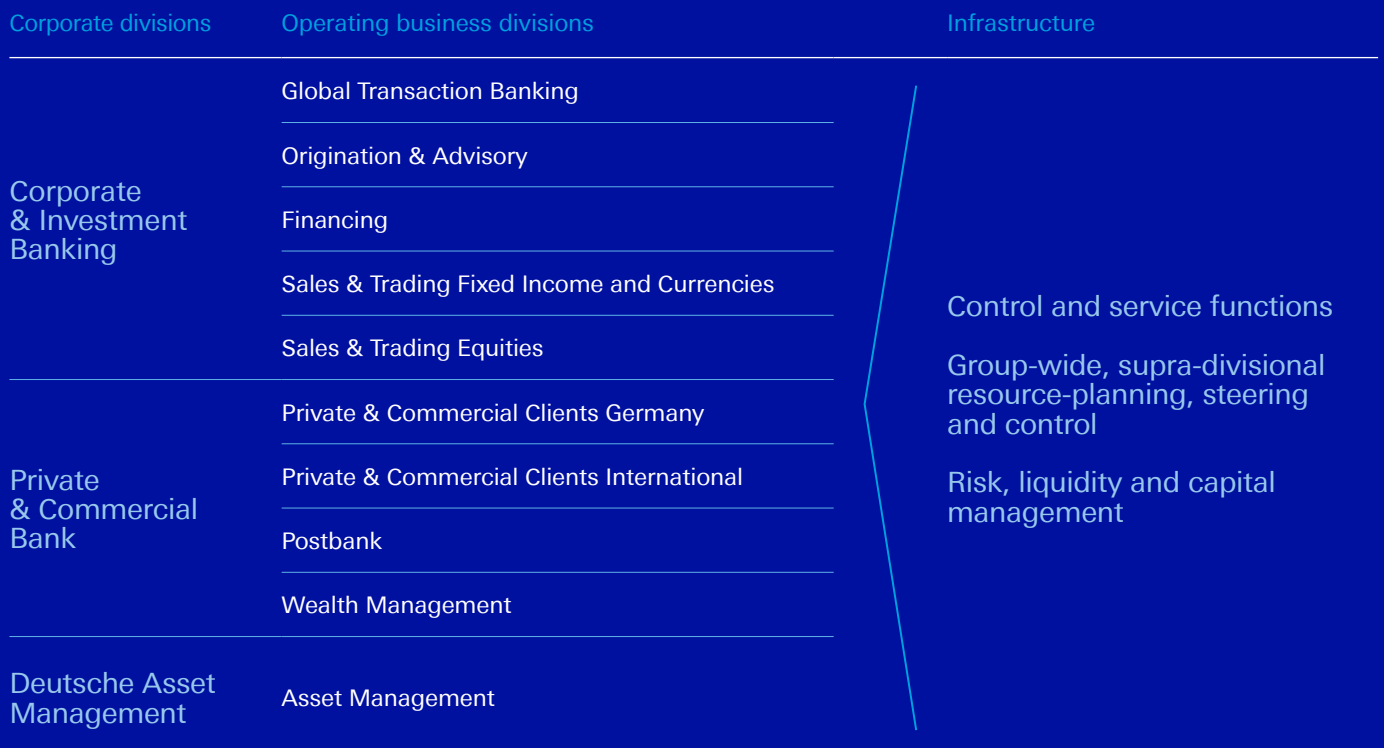 Corporate divisions
Operating business divisions
Infrastructure
Corporate
& Investment
Banking
Global Transaction Banking
Origination & Advisory
Financing
Sales & Trading Fixed Income and Currencies
Sales & Trading Equities
Private
& Commercial
Bank
Private & Commercial Clients Germany
Private & Commercial Clients International
Postbank
Wealth Management
Deutsche Asset
Management
Asset Management
Control and service functions
Group-wide, supra-divisional
resource-planning, steering
and control
Risk, liquidity and capital
management